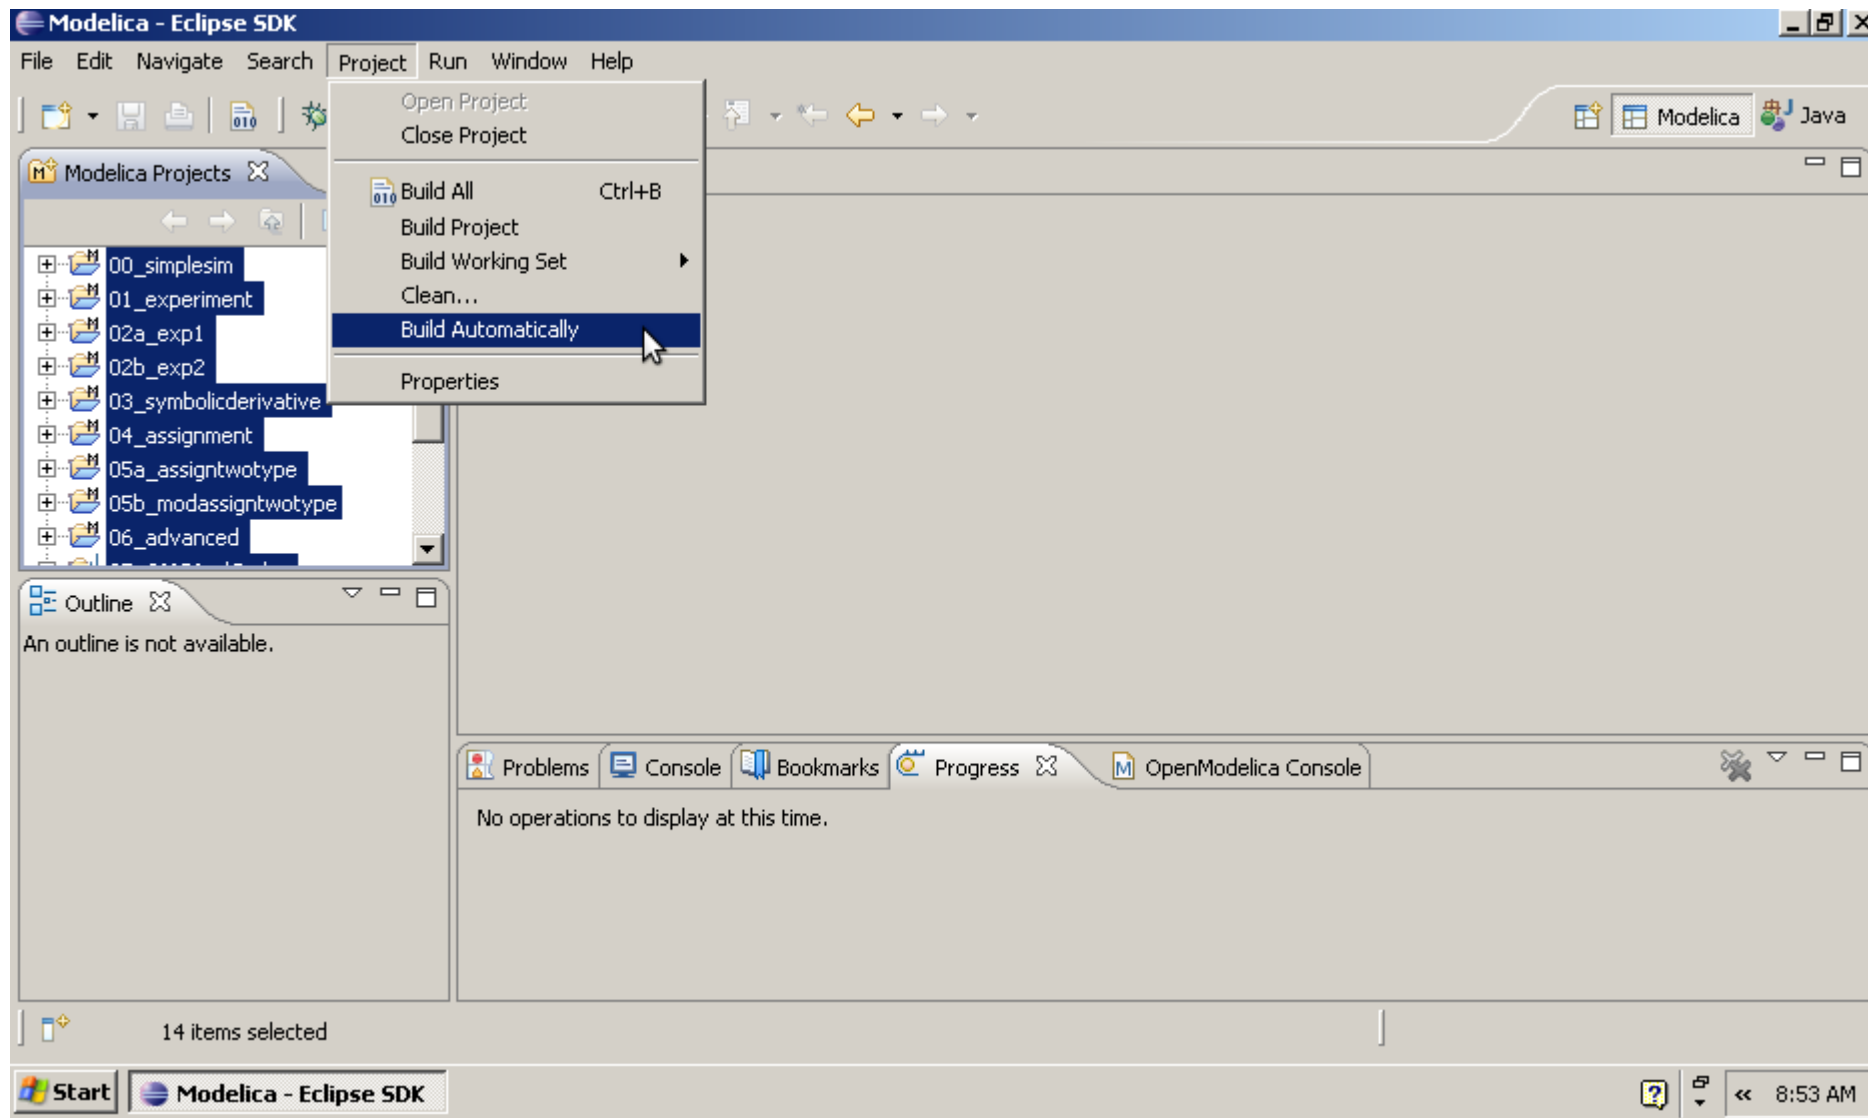 Modelica - Eclipse SDK
File Edit Navigate Search Project Run Window Help
Open Project
Close Project
Build All Ctrl+B
Build Project
Build Working Set
Clean...
Build Automatically
Properties
Modelica Java
Modelica Projects
00_simplesim
01_experiment
02a_exp1
02b_exp2
03_symbolicderivative
04_assignment
05a_assigntwotype
05b_modassigntwotype
06_advanced
Outline
An outline is not available.
Problems Console Bookmarks Progress OpenModelica Console
No operations to display at this time.
14 items selected
Start Modelica - Eclipse SDK 8:53 AM